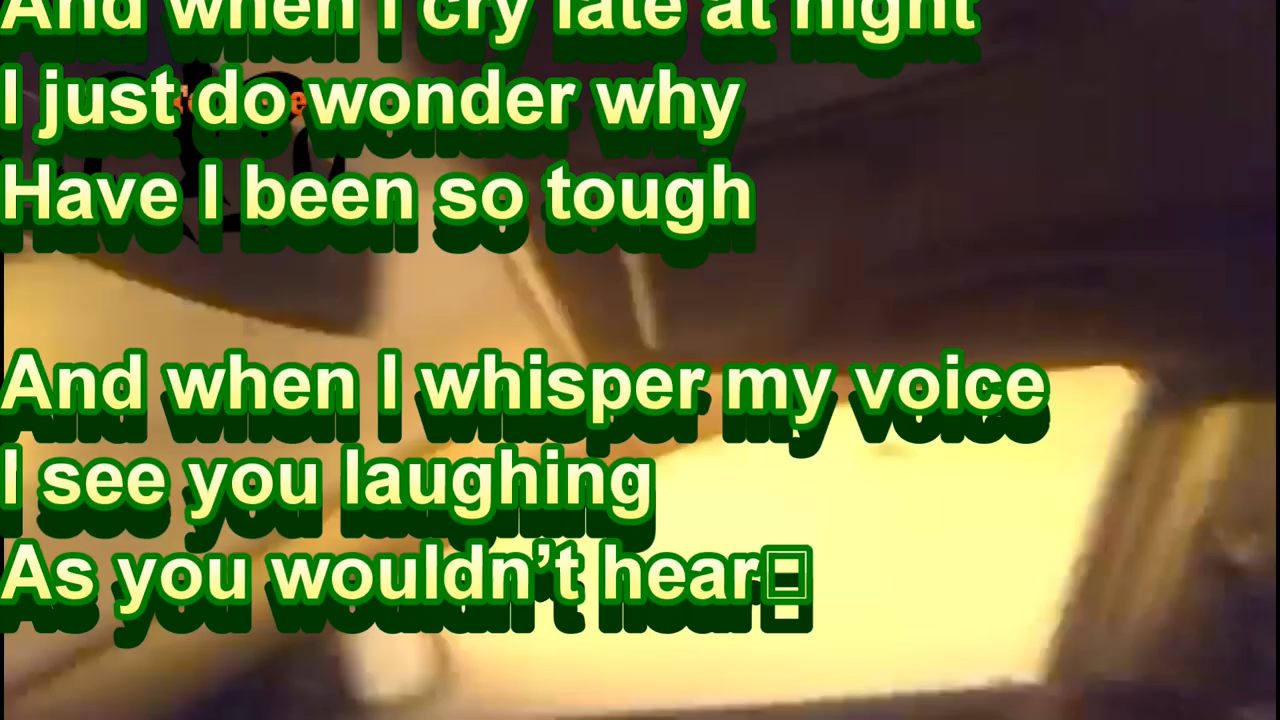 And when I cry late at night
I just do wonder why
Have I been so tough
And when I whisper my voice
I see you laughing
As you wouldn’t hear